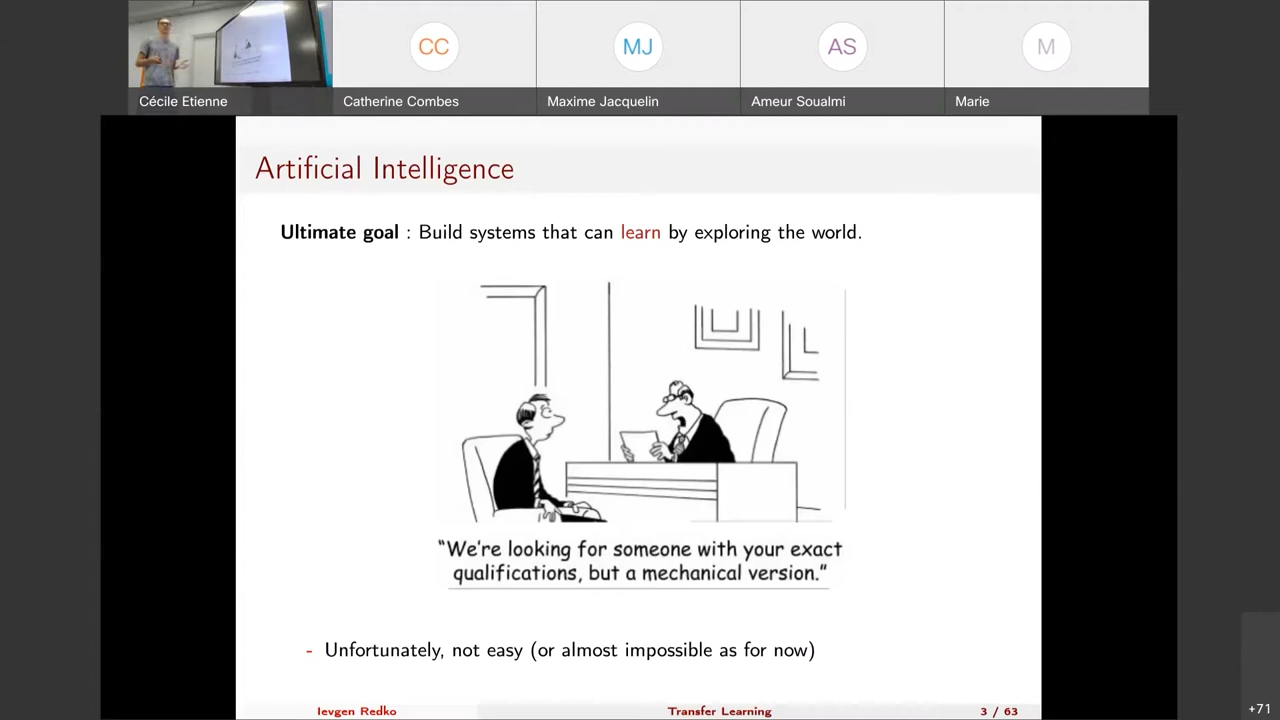 CC
MJ
AS
M
Cécile Etienne
Catherine Combes
Maxime Jacquelin
Ameur Soualmi
Marie
Artificial Intelligence
Ultimate goal : Build systems that can learn by exploring the world.
"We're looking for someone with your exact
qualifications, but a mechanical version."
- Unfortunately, not easy (or almost impossible as for now)
Ievgen Redko
Transfer Learning
3 / 63
+71